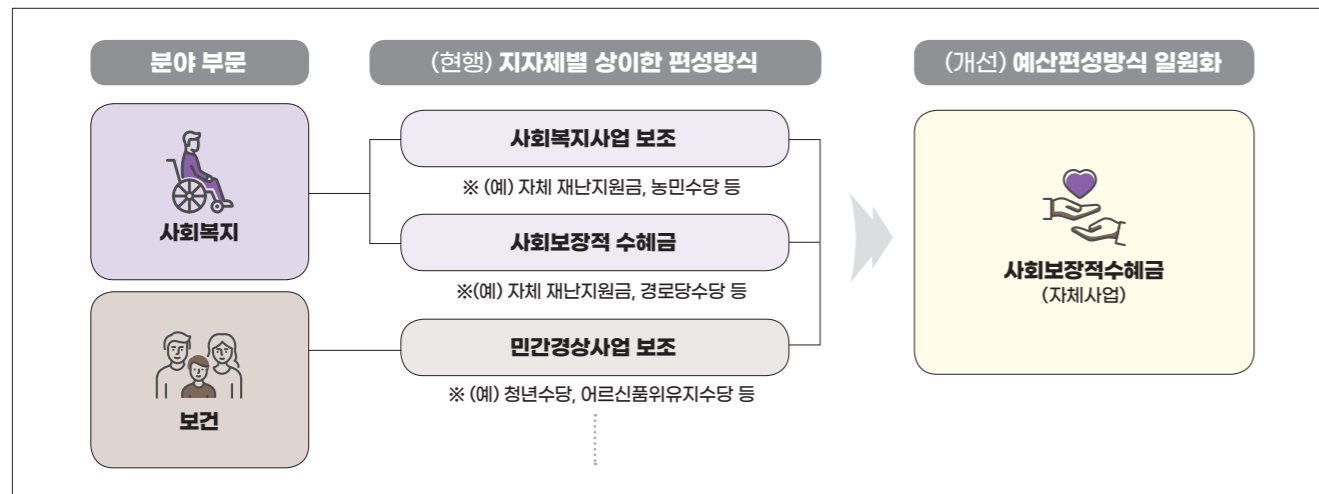 분야 부문
(현행) 지자체별 상이한 편성방식
(개선) 예산편성방식 일원화
사회복지
사회복지사업 보조
※ (예) 자체 재난지원금, 농민수당 등
사회보장적 수혜금
※(예) 자체 재난지원금, 경로당수당 등
보건
민간경상사업 보조
※ (예) 청년수당, 어르신품위유지수당 등
사회보장적수혜금
(자체사업)